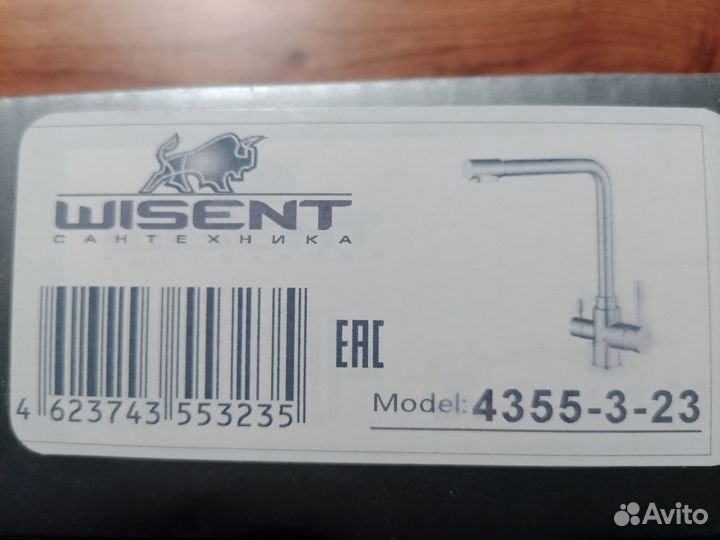 WISENT
САНТЕХНИКА
EAC
4 623743 553235
Model: 4355-3-23
Avito